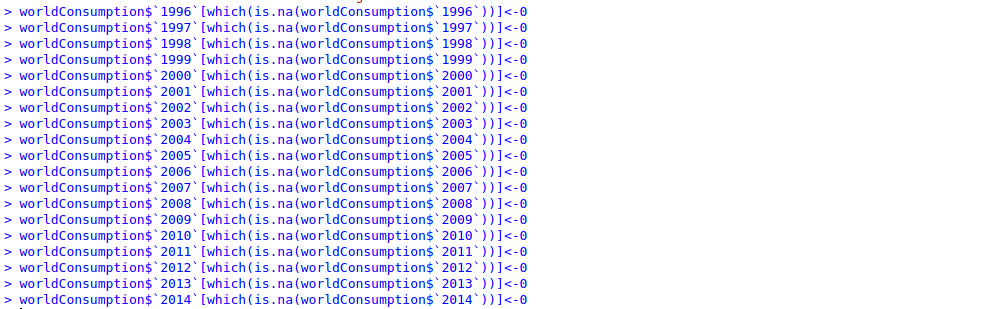 > worldConsumption$`1996`[which(is.na(worldConsumption$`1996`))]<-0
> worldConsumption$`1997`[which(is.na(worldConsumption$`1997`))]<-0
> worldConsumption$`1998`[which(is.na(worldConsumption$`1998`))]<-0
> worldConsumption$`1999`[which(is.na(worldConsumption$`1999`))]<-0
> worldConsumption$`2000`[which(is.na(worldConsumption$`2000`))]<-0
> worldConsumption$`2001`[which(is.na(worldConsumption$`2001`))]<-0
> worldConsumption$`2002`[which(is.na(worldConsumption$`2002`))]<-0
> worldConsumption$`2003`[which(is.na(worldConsumption$`2003`))]<-0
> worldConsumption$`2004`[which(is.na(worldConsumption$`2004`))]<-0
> worldConsumption$`2005`[which(is.na(worldConsumption$`2005`))]<-0
> worldConsumption$`2006`[which(is.na(worldConsumption$`2006`))]<-0
> worldConsumption$`2007`[which(is.na(worldConsumption$`2007`))]<-0
> worldConsumption$`2008`[which(is.na(worldConsumption$`2008`))]<-0
> worldConsumption$`2009`[which(is.na(worldConsumption$`2009`))]<-0
> worldConsumption$`2010`[which(is.na(worldConsumption$`2010`))]<-0
> worldConsumption$`2011`[which(is.na(worldConsumption$`2011`))]<-0
> worldConsumption$`2012`[which(is.na(worldConsumption$`2012`))]<-0
> worldConsumption$`2013`[which(is.na(worldConsumption$`2013`))]<-0
> worldConsumption$`2014`[which(is.na(worldConsumption$`2014`))]<-0